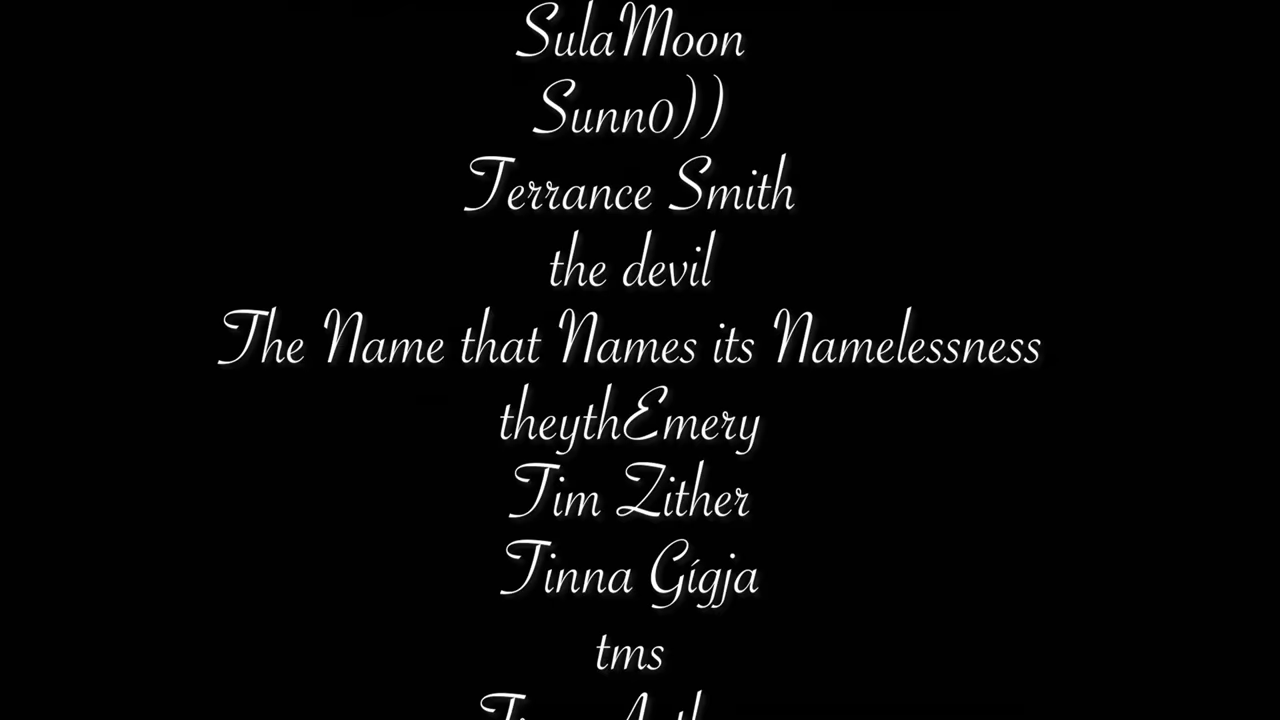 SulaMoon
Sunn0))
Terrance Smith
the devil
The Name that Names its Namelessness
theythEmery
Tim Zither
Tinna Gígja
tms